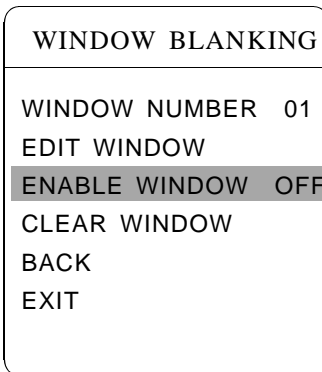 WINDOW BLANKING
WINDOW NUMBER 01
EDIT WINDOW
ENABLE WINDOW OFF
CLEAR WINDOW
BACK
EXIT